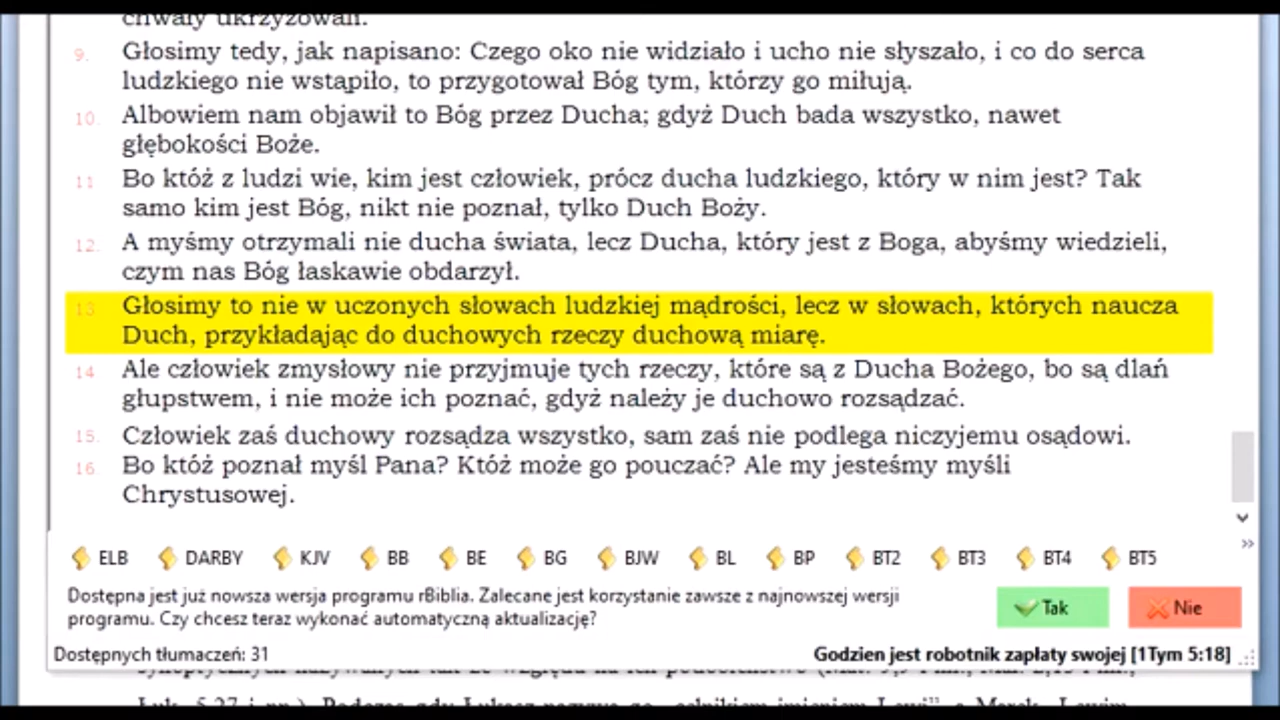 chwały ukrzyżowali.
9. Głosimy tedy, jak napisano: Czego oko nie widziało i ucho nie słyszało, i co do serca
ludzkiego nie wstąpiło, to przygotował Bóg tym, którzy go miłują.
10. Albowiem nam objawił to Bóg przez Ducha; gdyż Duch bada wszystko, nawet
głębokości Boże.
11 Bo któż z ludzi wie, kim jest człowiek, prócz ducha ludzkiego, który w nim jest? Tak
samo kim jest Bóg, nikt nie poznał, tylko Duch Boży.
12. A myśmy otrzymali nie ducha świata, lecz Ducha, który jest z Boga, abyśmy wiedzieli,
czym nas Bóg łaskawie obdarzył.
13 Głosimy to nie w uczonych słowach ludzkiej mądrości, lecz w słowach, których naucza
Duch, przykładając do duchowych rzeczy duchową miarę.
14 Ale człowiek zmysłowy nie przyjmuje tych rzeczy, które są z Ducha Bożego, bo są dlań
głupstwem, i nie może ich poznać, gdyż należy je duchowo rozsądzać.
15. Człowiek zaś duchowy rozsądza wszystko, sam zaś nie podlega niczyjemu osądowi.
16. Bo któż poznał myśl Pana? Któż może go pouczać? Ale my jesteśmy myśli
Chrystusowej.
ELB DARBY KJV BB BE BG BJW BL BP BT2 BT3 BT4 BT5 »
Dostępna jest już nowsza wersja programu rBiblia. Zalecane jest korzystanie zawsze z najnowszej wersji
programu. Czy chcesz teraz wykonać automatyczną aktualizację?
Tak Nie
Dostępnych tłumaczeń: 31 Godzien jest robotnik zapłaty swojej [1Tym 5:18]